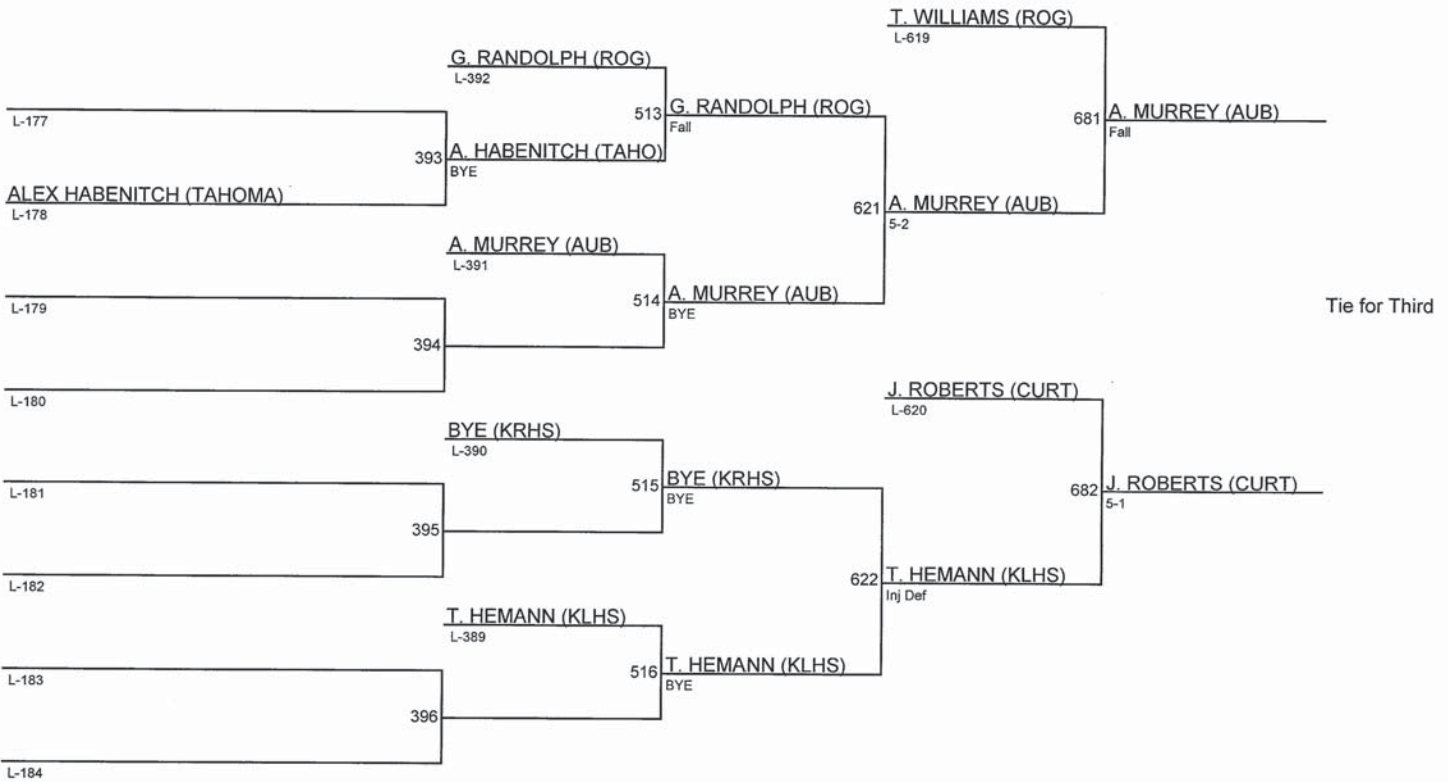 T. WILLIAMS (ROG)
L-619
G. RANDOLPH (ROG)
L-392
L-177
513 G. RANDOLPH (ROG)
Fall
681 A. MURREY (AUB)
Fall
393 A. HABENITCH (TAHO)
BYE
ALEX HABENITCH (TAHOMA)
L-178
621 A. MURREY (AUB)
5-2
A. MURREY (AUB)
L-391
L-179
514 A. MURREY (AUB)
BYE
Tie for Third
394
L-180
J. ROBERTS (CURT)
L-620
BYE (KRHS)
L-390
L-181
515 BYE (KRHS)
BYE
682 J. ROBERTS (CURT)
5-1
395
L-182
622 T. HEMANN (KLHS)
Inj Def
T. HEMANN (KLHS)
L-389
L-183
516 T. HEMANN (KLHS)
BYE
396
L-184